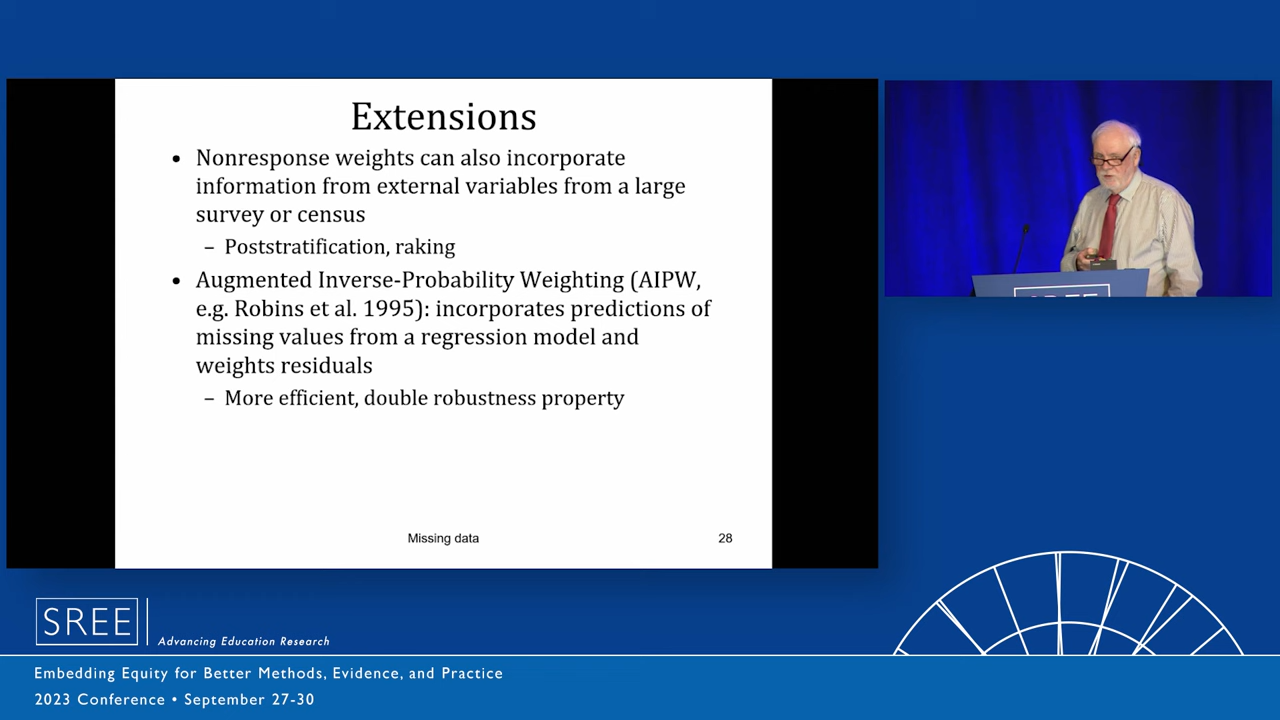 Extensions
• Nonresponse weights can also incorporate
information from external variables from a large
survey or census
– Poststratification, raking
• Augmented Inverse-Probability Weighting (AIPW,
e.g. Robins et al. 1995): incorporates predictions of
missing values from a regression model and
weights residuals
– More efficient, double robustness property
Missing data
28
SREE
SREE
Advancing Education Research
Embedding Equity for Better Methods, Evidence, and Practice
2023 Conference • September 27-30